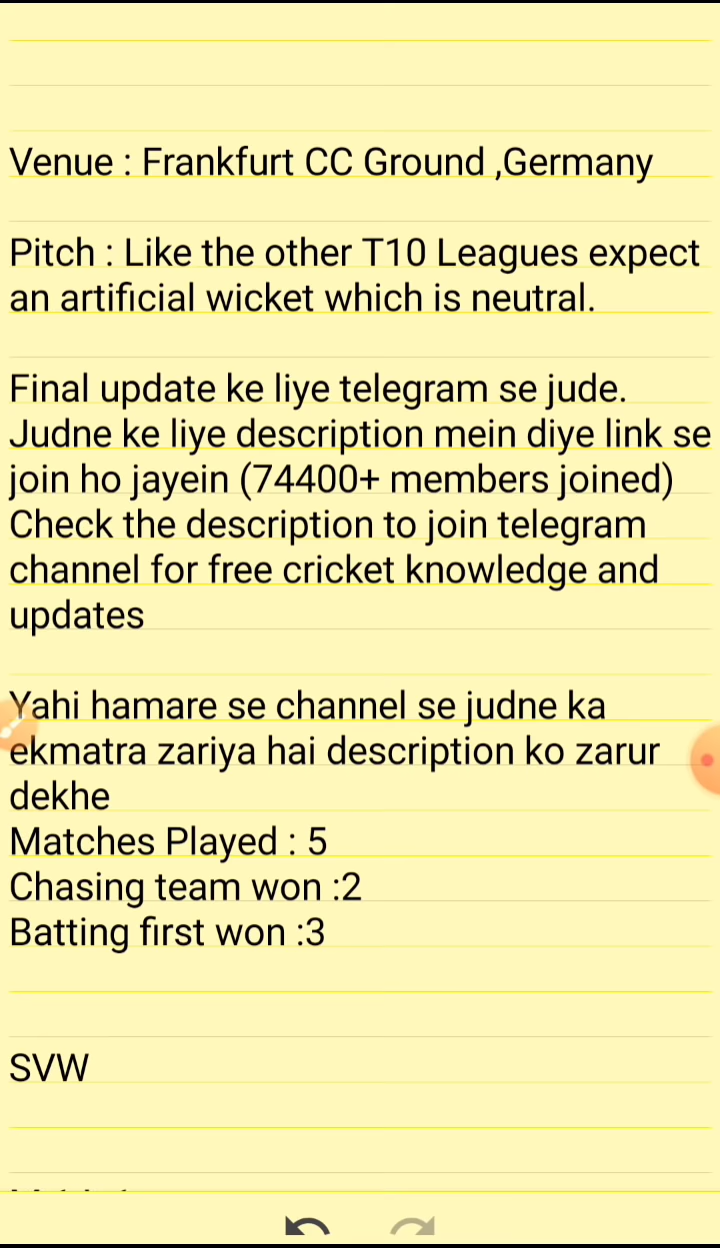 Venue : Frankfurt CC Ground ,Germany
Pitch : Like the other T10 Leagues expect
an artificial wicket which is neutral.
Final update ke liye telegram se jude.
Judne ke liye description mein diye link se
join ho jayein (74400+ members joined)
Check the description to join telegram
channel for free cricket knowledge and
updates
Yahi hamare se channel se judne ka
ekmatra zariya hai description ko zarur
dekhe
Matches Played : 5
Chasing team won :2
Batting first won :3
SVW